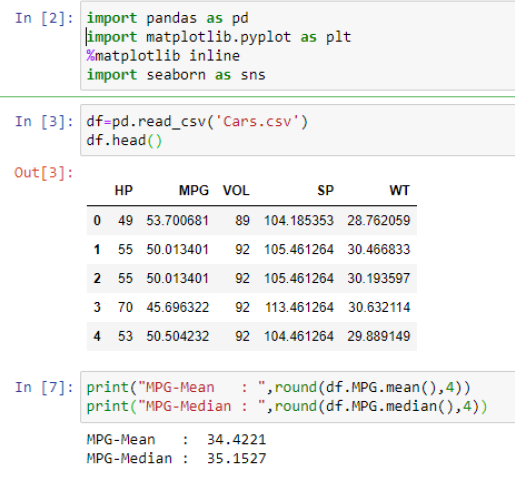 In [2]: import pandas as pd
import matplotlib.pyplot as plt
%matplotlib inline
import seaborn as sns
In [3]: df=pd.read_csv('Cars.csv')
df.head()
Out[3]:
HP MPG VOL SP WT
0 49 53.700681 89 104.185353 28.762059
1 55 50.013401 92 105.461264 30.466833
2 55 50.013401 92 105.461264 30.193597
3 70 45.696322 92 113.461264 30.632114
4 53 50.504232 92 104.461264 29.889149
In [7]: print("MPG-Mean   : ",round(df.MPG.mean(),4))
print("MPG-Median : ",round(df.MPG.median(),4))
MPG-Mean   :  34.4221
MPG-Median :  35.1527